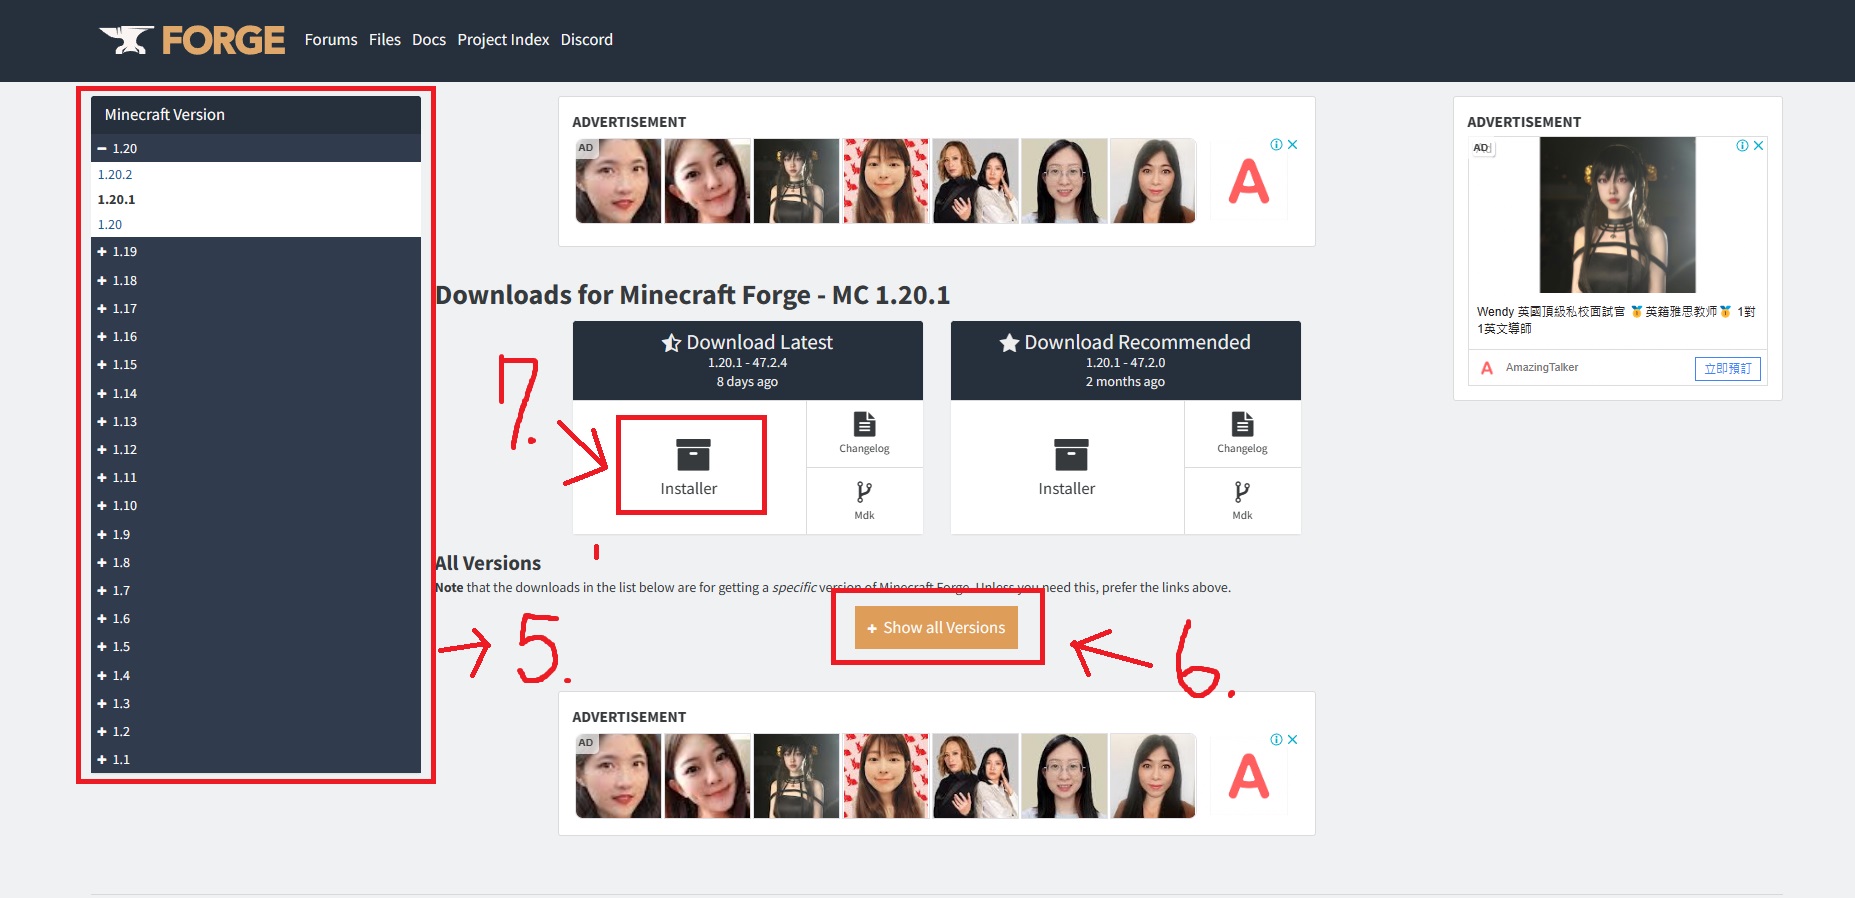 FORGE Forums Files Docs Project Index Discord
Minecraft Version
1.20
1.20.2
1.20.1
1.20
1.19
1.18
1.17
1.16
1.15
1.14
1.13
1.12
1.11
1.10
1.9
1.8
1.7
1.6
1.5
1.4
1.3
1.2
1.1
5.
ADVERTISEMENT
AD
A
Downloads for Minecraft Forge - MC 1.20.1
7.
Download Latest
1.20.1 - 47.2.4
8 days ago
Installer
Changelog
Mdk
Download Recommended
1.20.1 - 47.2.0
2 months ago
Installer
Changelog
Mdk
All Versions
Note that the downloads in the list below are for getting a specific version of Minecraft Forge. Unless you need this, prefer the links above.
+ Show all Versions
6.
ADVERTISEMENT
AD
A
ADVERTISEMENT
AD
Wendy 英國頂級私校面試官 🏅英籍雅思教师🏅 1對
1英文導師
A AmazingTalker 立即預訂